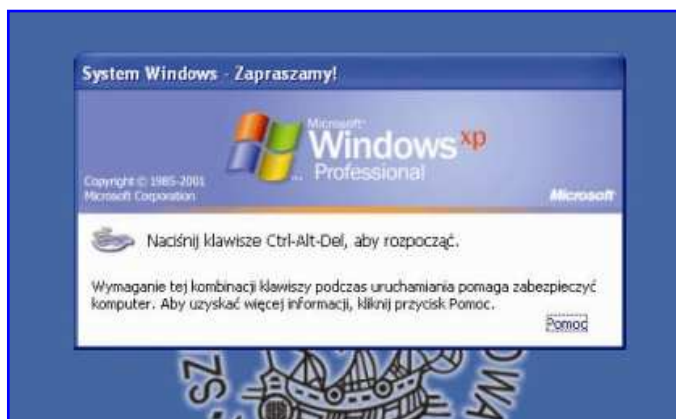 System Windows - Zapraszamy!
Microsoft
Windows xp
Professional
Copyright © 1985-2001
Microsoft Corporation
Microsoft
Naciśnij klawisze Ctrl-Alt-Del, aby rozpocząć.
Wymaganie tej kombinacji klawiszy podczas uruchamiania pomaga zabezpieczyć
komputer. Aby uzyskać więcej informacji, kliknij przycisk Pomoc.
Pomoc